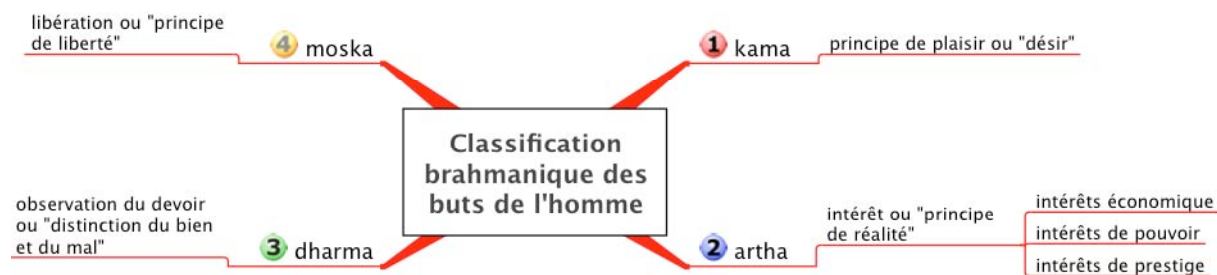 Classification
brahmanique des
buts de l'homme
1 kama
principe de plaisir ou "désir"
2 artha
intérêt ou "principe
de réalité"
intérêts économique
intérêts de pouvoir
intérêts de prestige
3 dharma
observation du devoir
ou "distinction du bien
et du mal"
4 moska
libération ou "principe
de liberté"